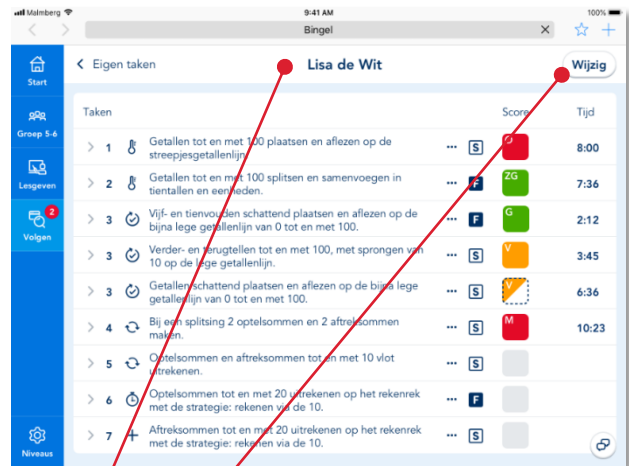 Malmberg 9:41 AM 100%
Bingel
Start
Groep 5-6
Lesgeven
2
Volgen
Niveaus
Eigen taken Lisa de Wit Wijzig
Taken Score Tijd
1 Getallen tot en met 100 plaatsen en aflezen op de
streepjesgetallenlijn. ... S O 8:00
2 Getallen tot en met 100 splitsen en samenvoegen in
tientallen en eenheden. ... F ZG 7:36
3 Vijf- en tienvouden schattend plaatsen en aflezen op de
bijna lege getallenlijn van 0 tot en met 100. ... F G 2:12
3 Verder- en terugtellen tot en met 100, met sprongen van
10 op de lege getallenlijn. ... S V 3:45
3 Getallen schattend plaatsen en aflezen op de bijna lege
getallenlijn van 0 tot en met 100. ... S V 6:36
4 Bij een splitsing 2 optelsommen en 2 aftreksommen
maken. ... S M 10:23
5 Optelsommen en aftreksommen tot en met 10 vlot
uitrekenen. ... S
6 Optelsommen tot en met 20 uitrekenen op het rekenrek
met de strategie: rekenen via de 10. ... F
7 Aftreksommen tot en met 20 uitrekenen op het rekenrek
met de strategie: rekenen via de 10. ... S